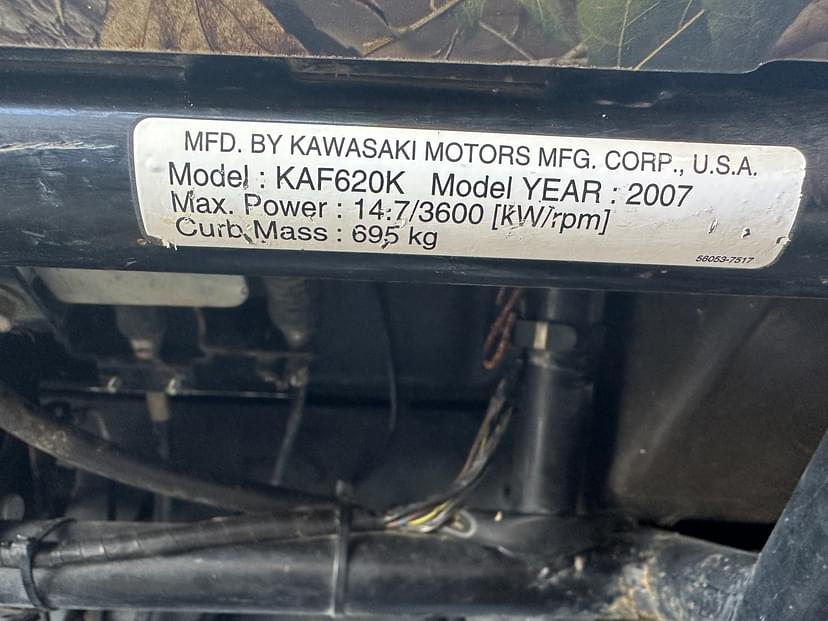 MFD. BY KAWASAKI MOTORS MFG. CORP., U.S.A.
Model : KAF620K Model YEAR : 2007
Max. Power : 14.7/3600 [kW/rpm]
Curb Mass : 695 kg
56053-7517